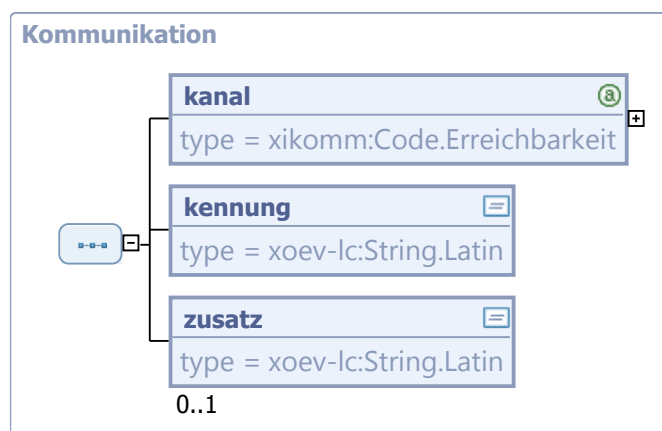 Kommunikation
kanal
type = xikomm:Code.Erreichbarkeit
kennung
type = xoev-lc:String.Latin
zusatz
type = xoev-lc:String.Latin
0..1